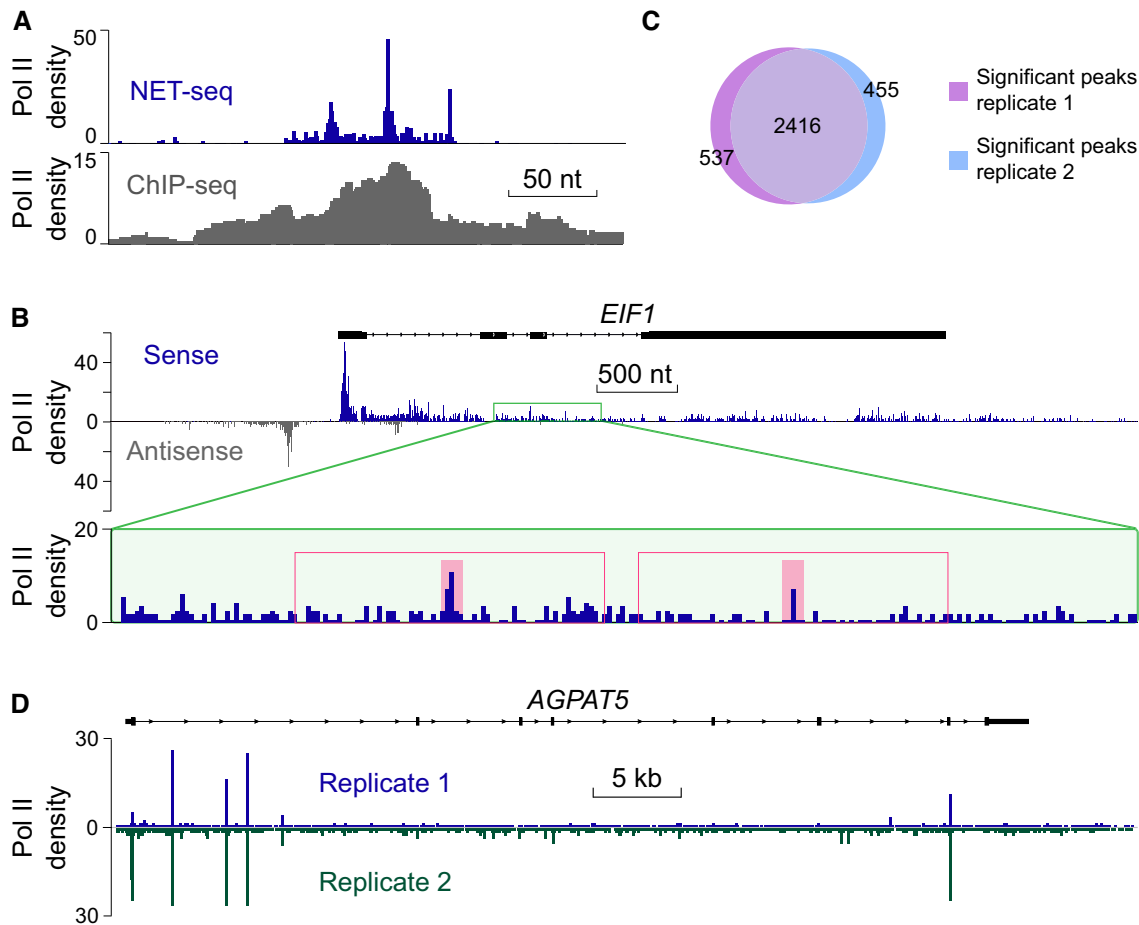 A
Pol II
density
50
0
NET-seq
Pol II
density
15
0
ChIP-seq
50 nt
C
537
2416
455
Significant peaks
replicate 1
Significant peaks
replicate 2
B
EIF1
Pol II
density
40
0
40
Sense
Antisense
500 nt
Pol II
density
20
0
D
AGPAT5
Pol II
density
30
0
30
Replicate 1
5 kb
Replicate 2